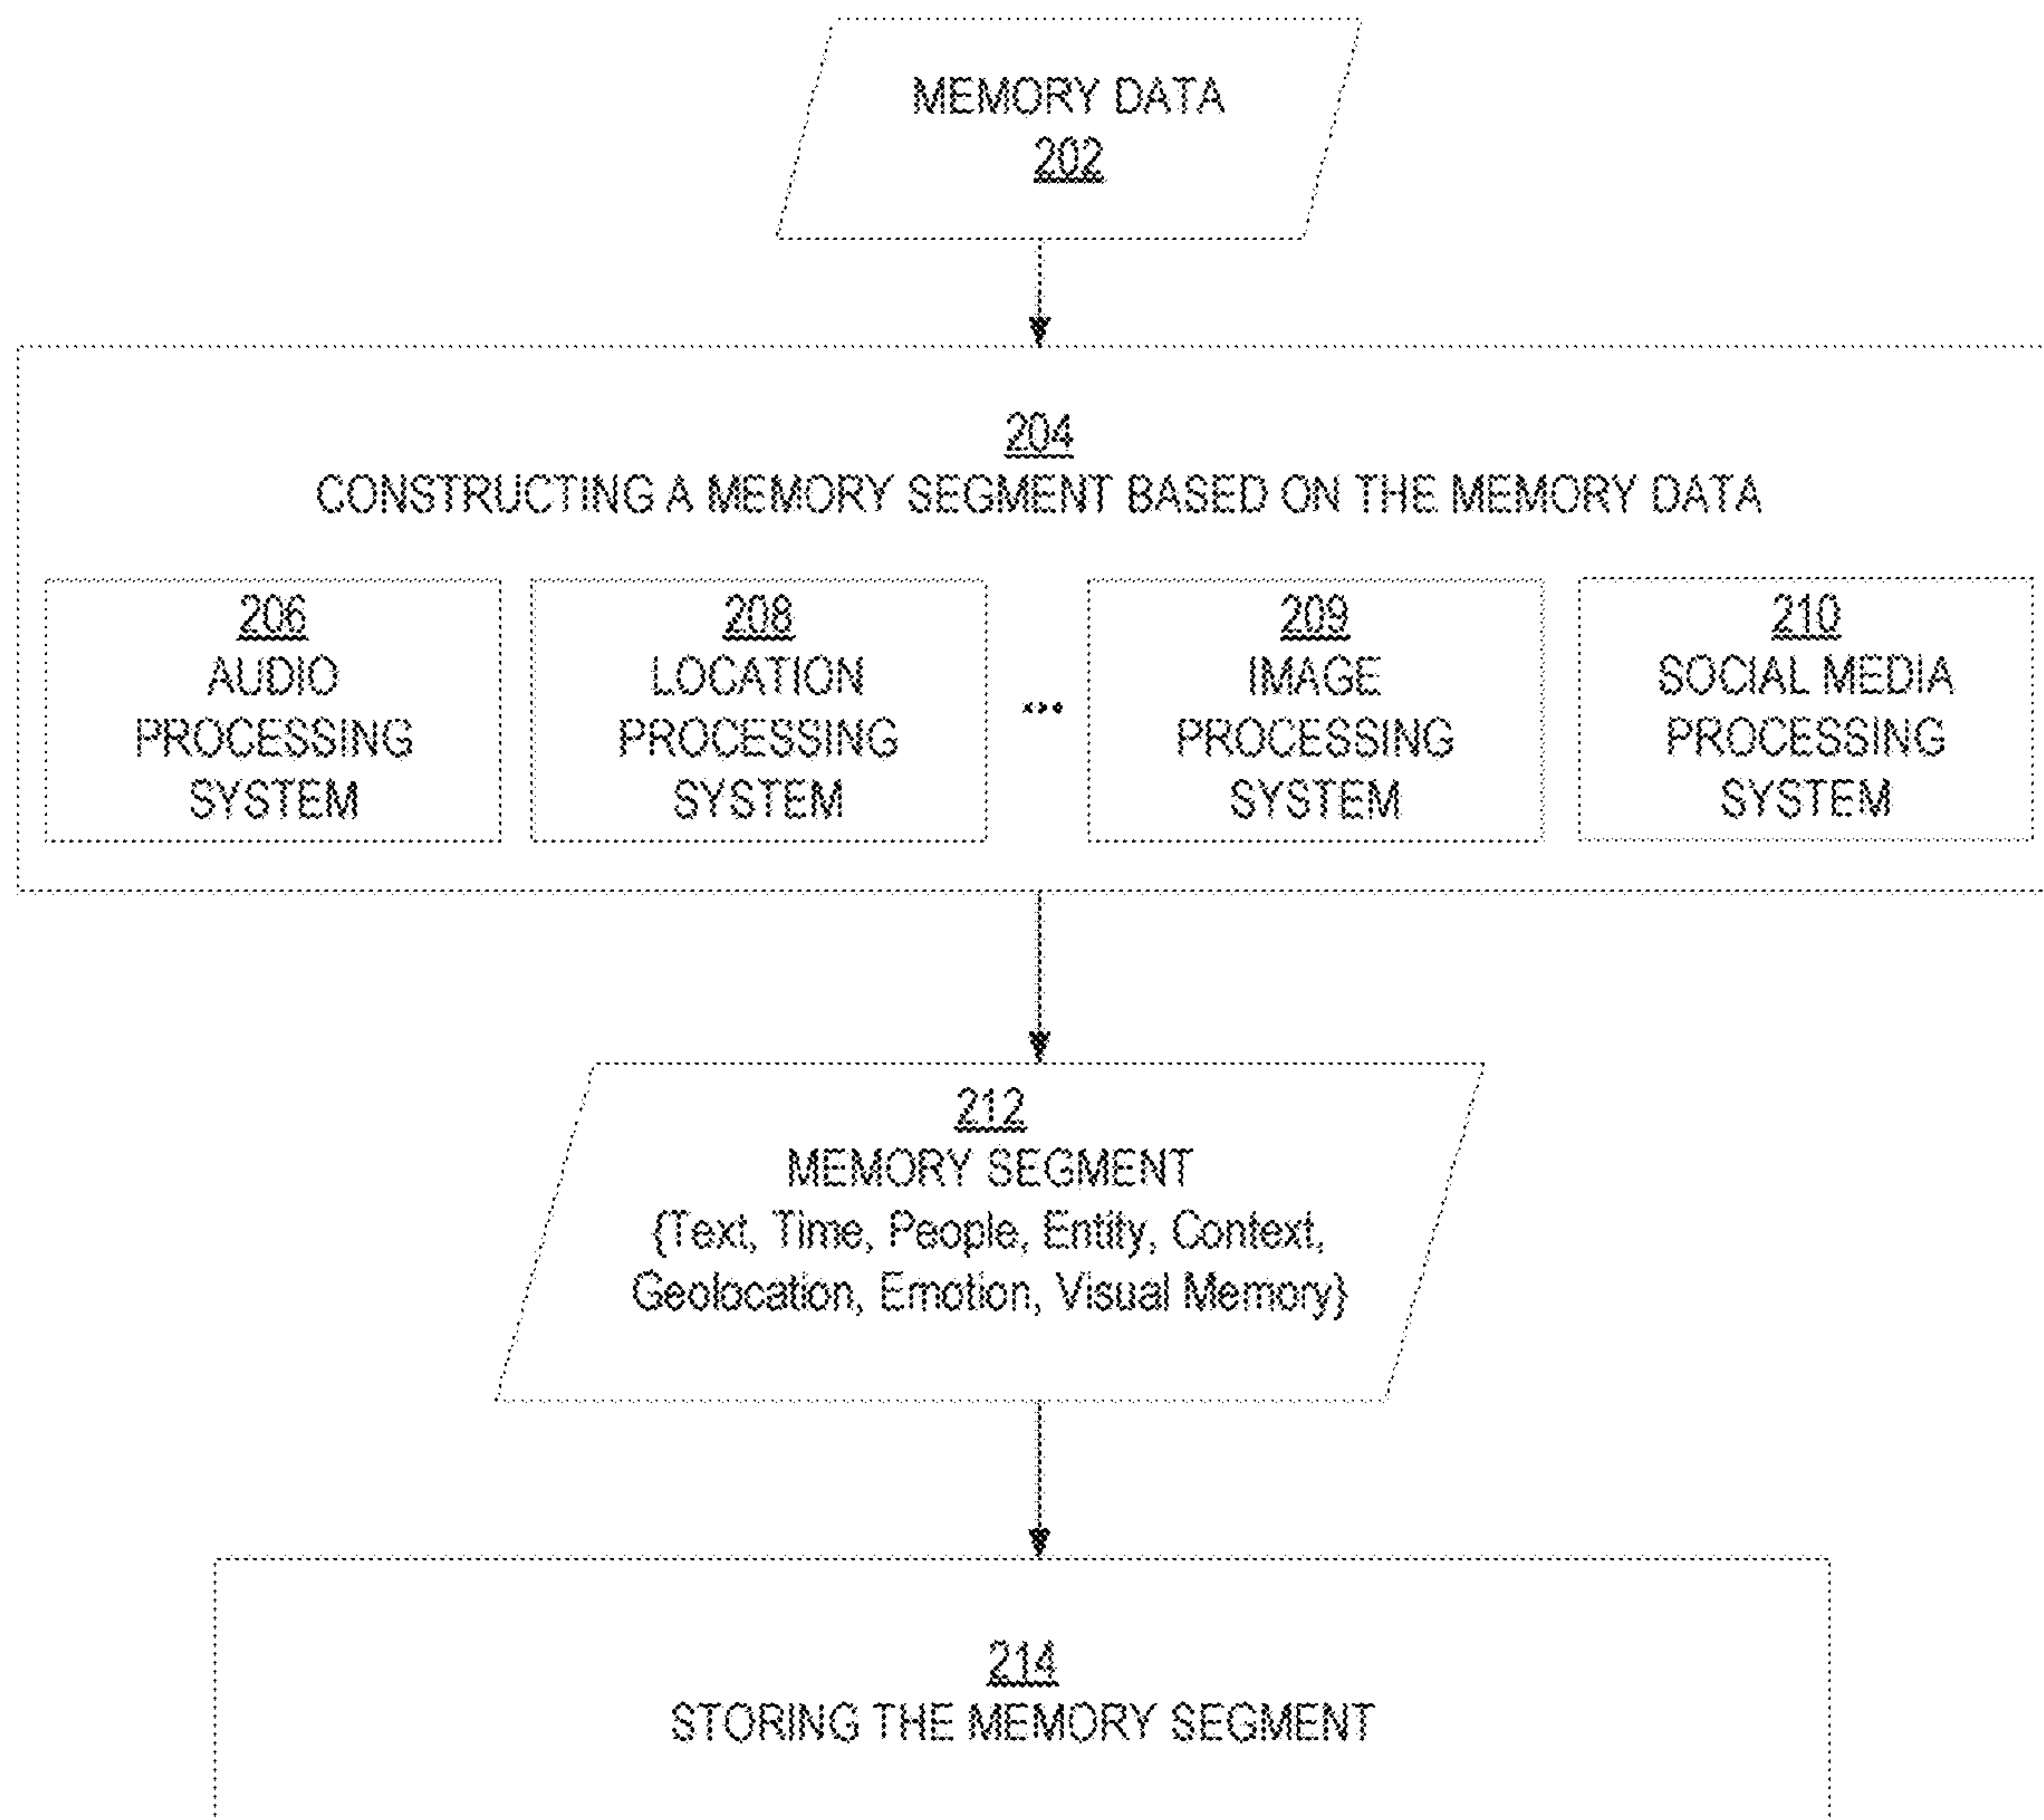 MEMORY DATA
202
204
CONSTRUCTING A MEMORY SEGMENT BASED ON THE MEMORY DATA
206
AUDIO
PROCESSING
SYSTEM
208
LOCATION
PROCESSING
SYSTEM
...
209
IMAGE
PROCESSING
SYSTEM
210
SOCIAL MEDIA
PROCESSING
SYSTEM
212
MEMORY SEGMENT
{Text, Time, People, Entity, Context,
Geolocation, Emotion, Visual Memory}
214
STORING THE MEMORY SEGMENT